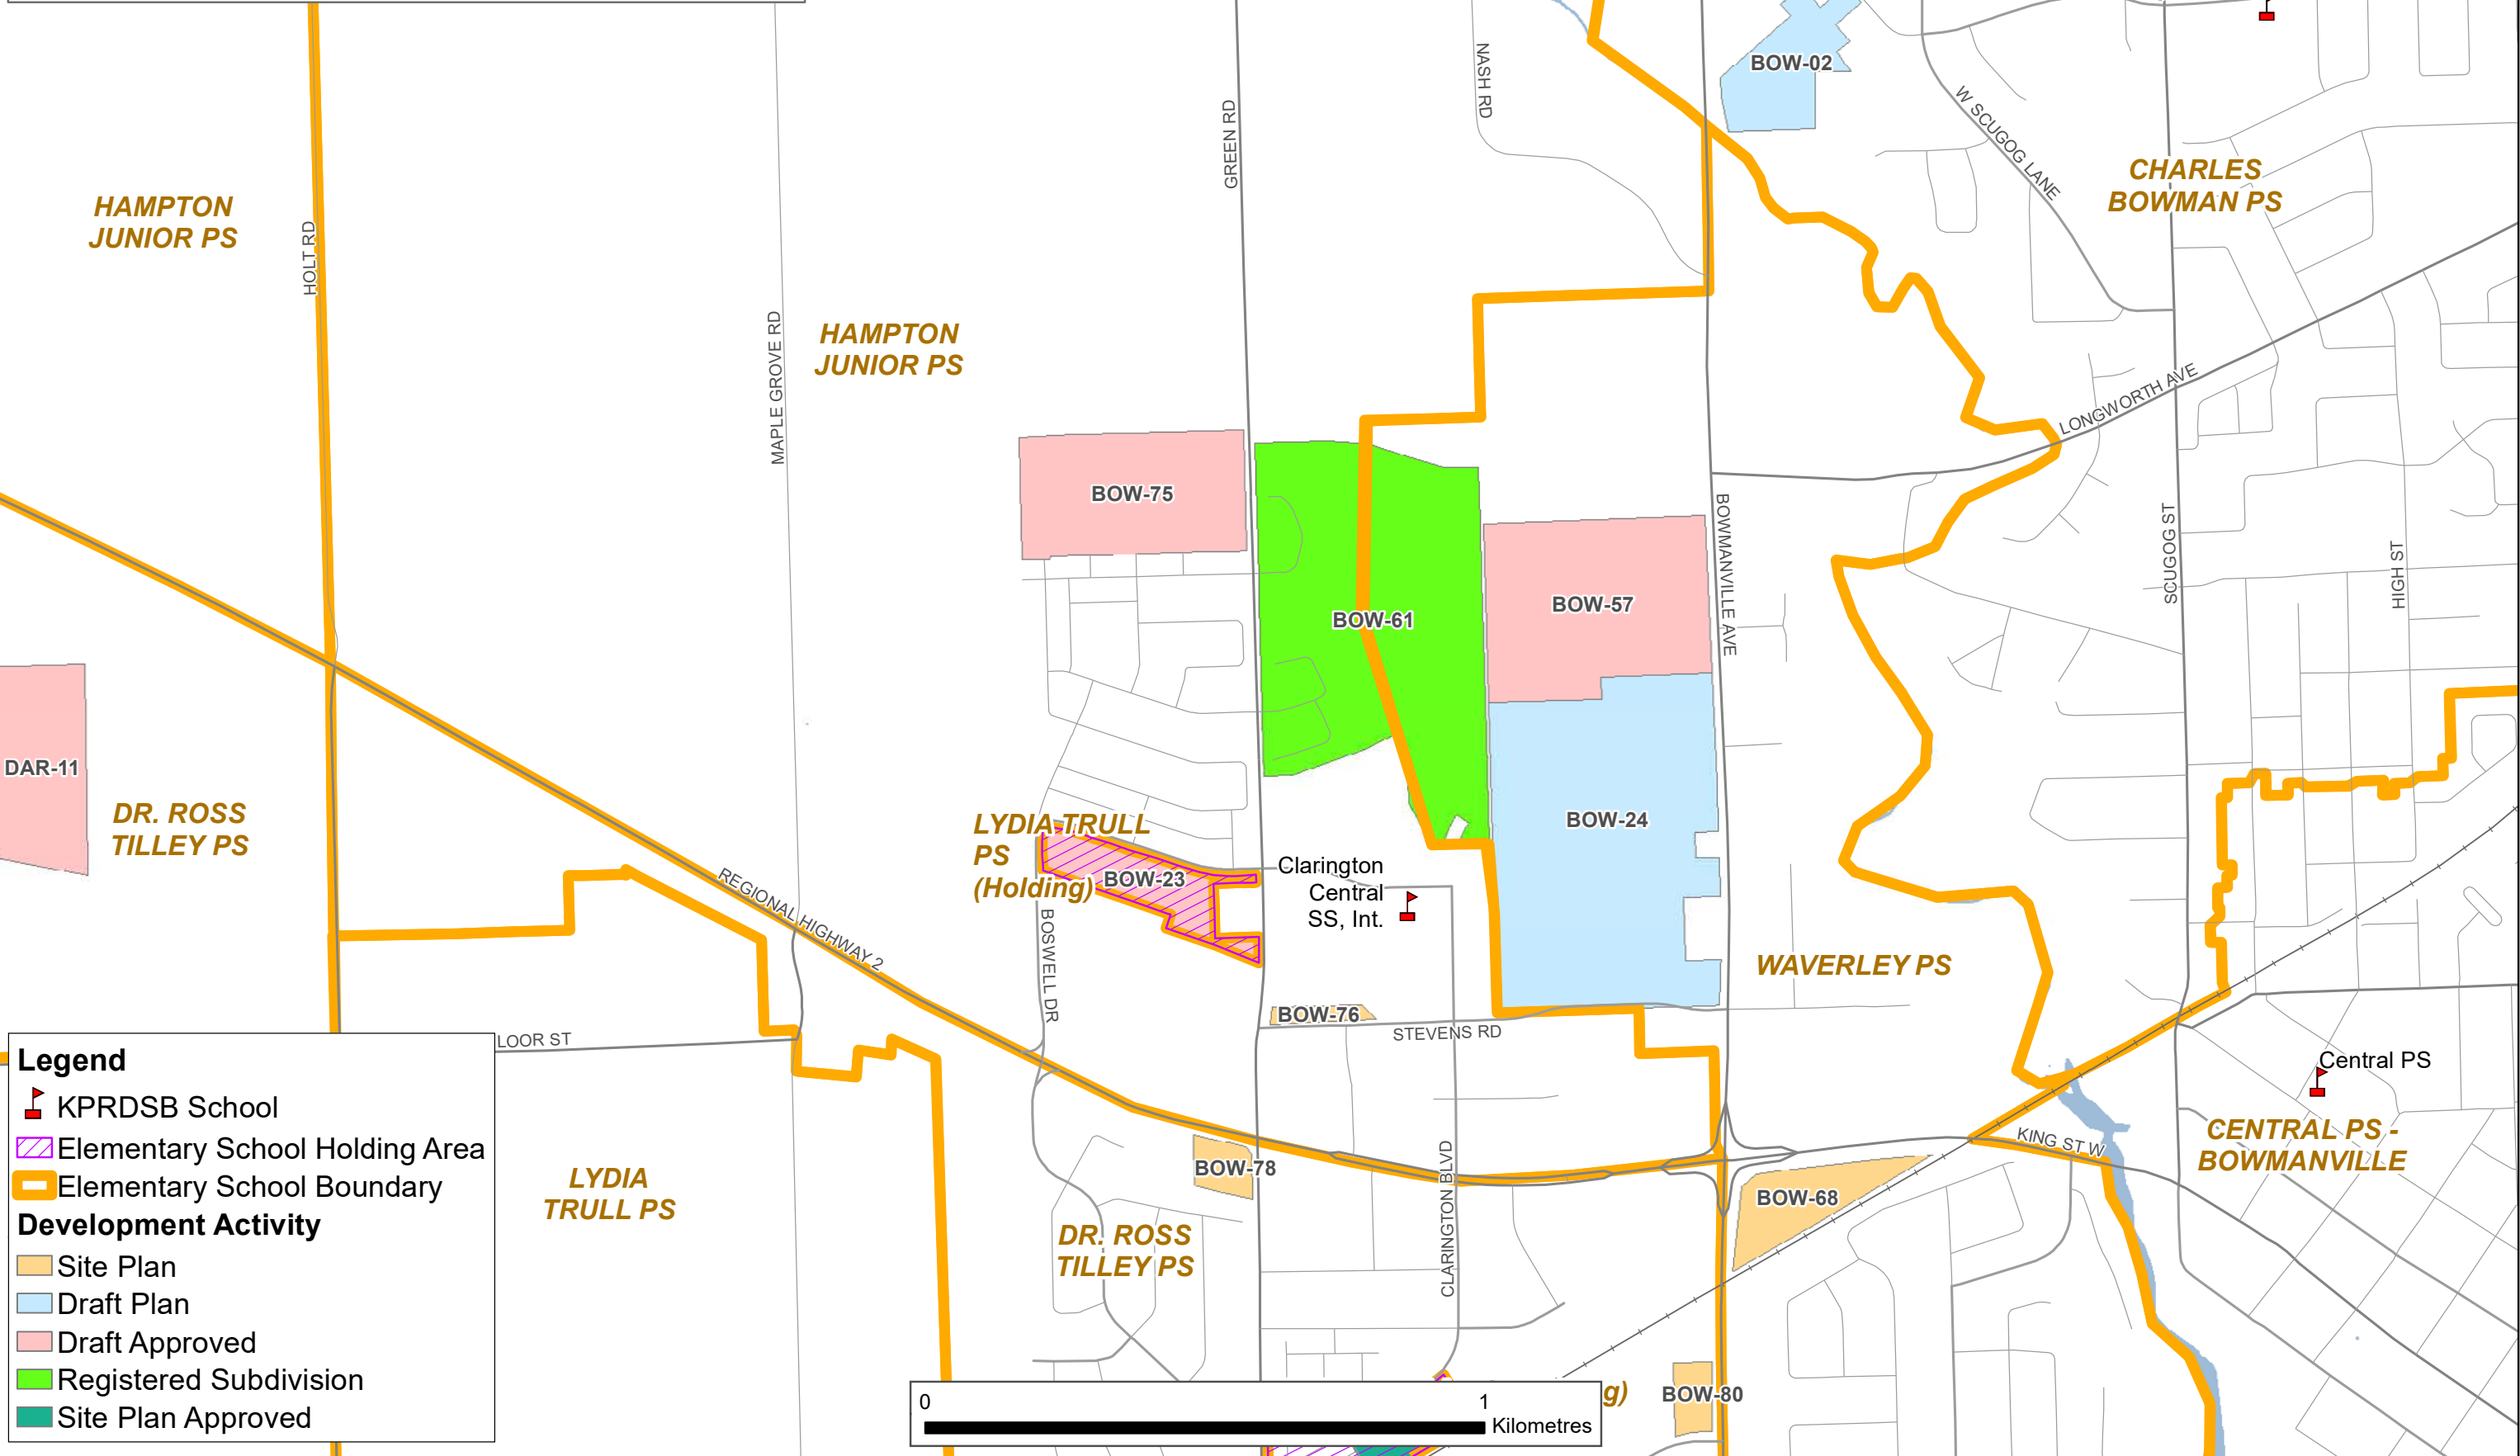 BOW-02
NASH RD
W SCUGOG LANE
GREEN RD
CHARLES
BOWMAN PS
HAMPTON
JUNIOR PS
HOLT RD
MAPLE GROVE RD
HAMPTON
JUNIOR PS
LONGWORTH AVE
BOW-75
BOWMANVILLE AVE
SCUGOG ST
HIGH ST
BOW-57
BOW-61
DAR-11
DR. ROSS
TILLEY PS
LYDIA TRULL
PS
(Holding)
BOW-23
BOW-24
Clarington
Central
SS, Int.
REGIONAL HIGHWAY 2
BOSWELL DR
WAVERLEY PS
BOW-76
STEVENS RD
LOOR ST
Central PS
CENTRAL PS -
BOWMANVILLE
KING ST W
BOW-78
CLARINGTON BLVD
BOW-68
LYDIA
TRULL PS
DR. ROSS
TILLEY PS
BOW-80
g)
Legend
KPRDSB School
Elementary School Holding Area
Elementary School Boundary
Development Activity
Site Plan
Draft Plan
Draft Approved
Registered Subdivision
Site Plan Approved
0 1
Kilometres